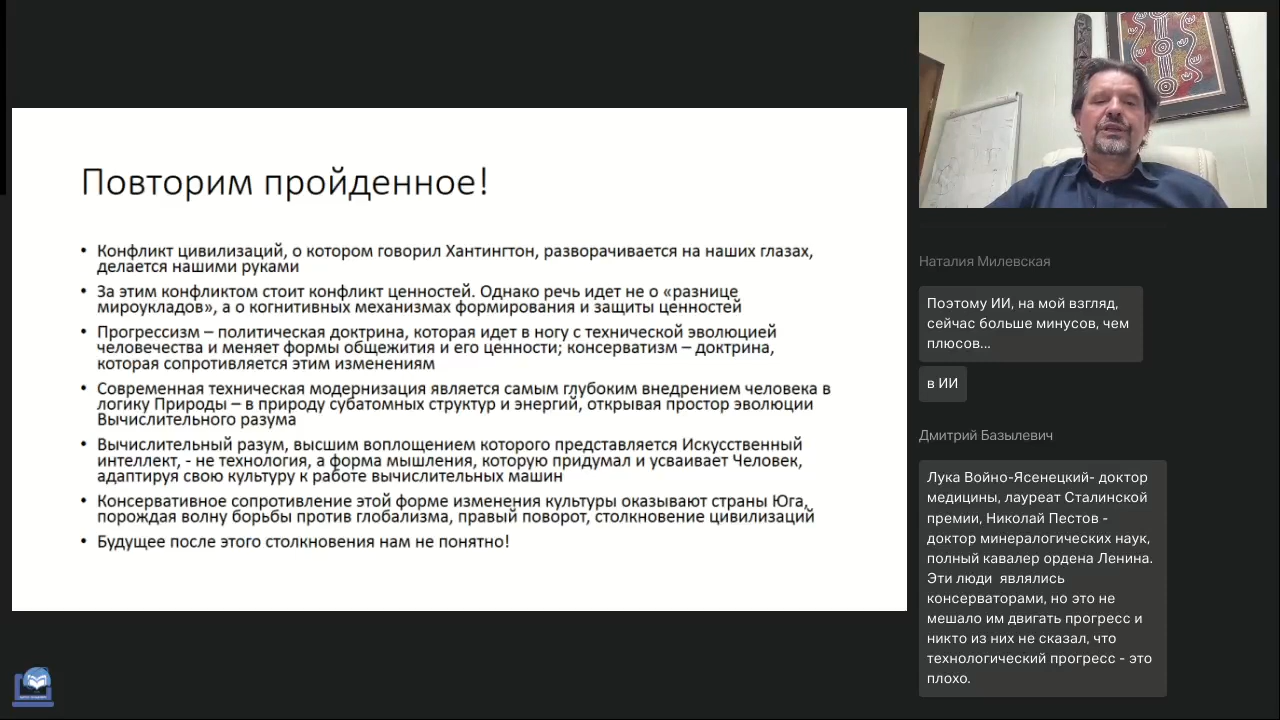 Повторим пройденное!
• Конфликт цивилизаций, о котором говорил Хантингтон, разворачивается на наших глазах,
делается нашими руками
• За этим конфликтом стоит конфликт ценностей. Однако речь идет не о «разнице
мироукладов», а о когнитивных механизмах формирования и защиты ценностей
• Прогрессизм – политическая доктрина, которая идет в ногу с технической эволюцией
человечества и меняет формы общежития и его ценности; консерватизм – доктрина,
которая сопротивляется этим изменениям
• Современная техническая модернизация является самым глубоким внедрением человека в
логику Природы – в природу субатомных структур и энергий, открывая простор эволюции
Вычислительного разума
• Вычислительный разум, высшим воплощением которого представляется Искусственный
интеллект, - не технология, а форма мышления, которую придумал и усваивает Человек,
адаптируя свою культуру к работе вычислительных машин
• Консервативное сопротивление этой форме изменения культуры оказывают страны Юга,
порождая волну борьбы против глобализма, правый поворот, столкновение цивилизаций
• Будущее после этого столкновения нам не понятно!
Наталия Милевская
Поэтому ИИ, на мой взгляд,
сейчас больше минусов, чем
плюсов...
в ИИ
Дмитрий Базылевич
Лука Войно-Ясенецкий- доктор
медицины, лауреат Сталинской
премии, Николай Пестов -
доктор минералогических наук,
полный кавалер ордена Ленина.
Эти люди  являлись
консерваторами, но это не
мешало им двигать прогресс и
никто из них не сказал, что
технологический прогресс - это
плохо.